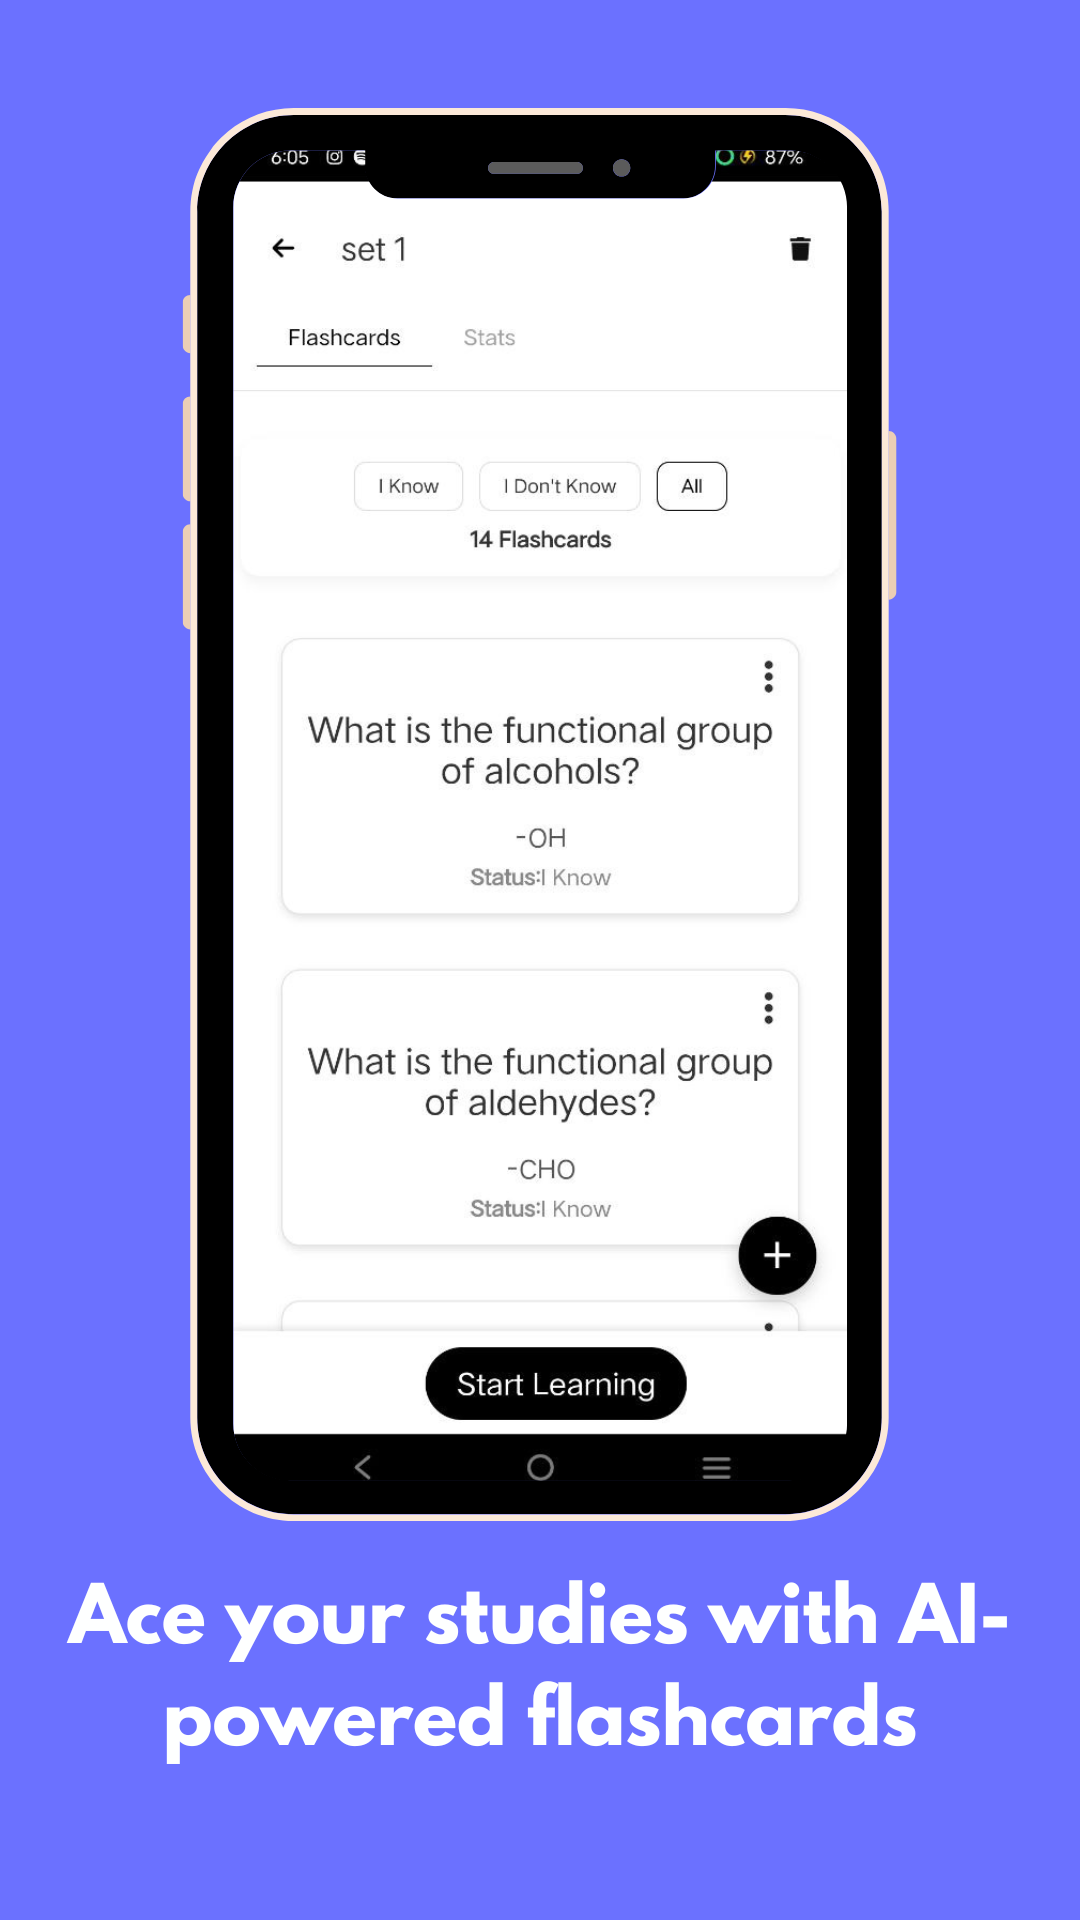 6:05
87%
set 1
Flashcards Stats
I Know I Don't Know All
14 Flashcards
What is the functional group
of alcohols?
-OH
Status:I Know
What is the functional group
of aldehydes?
-CHO
Status:I Know
+
Start Learning
Ace your studies with AI-
powered flashcards